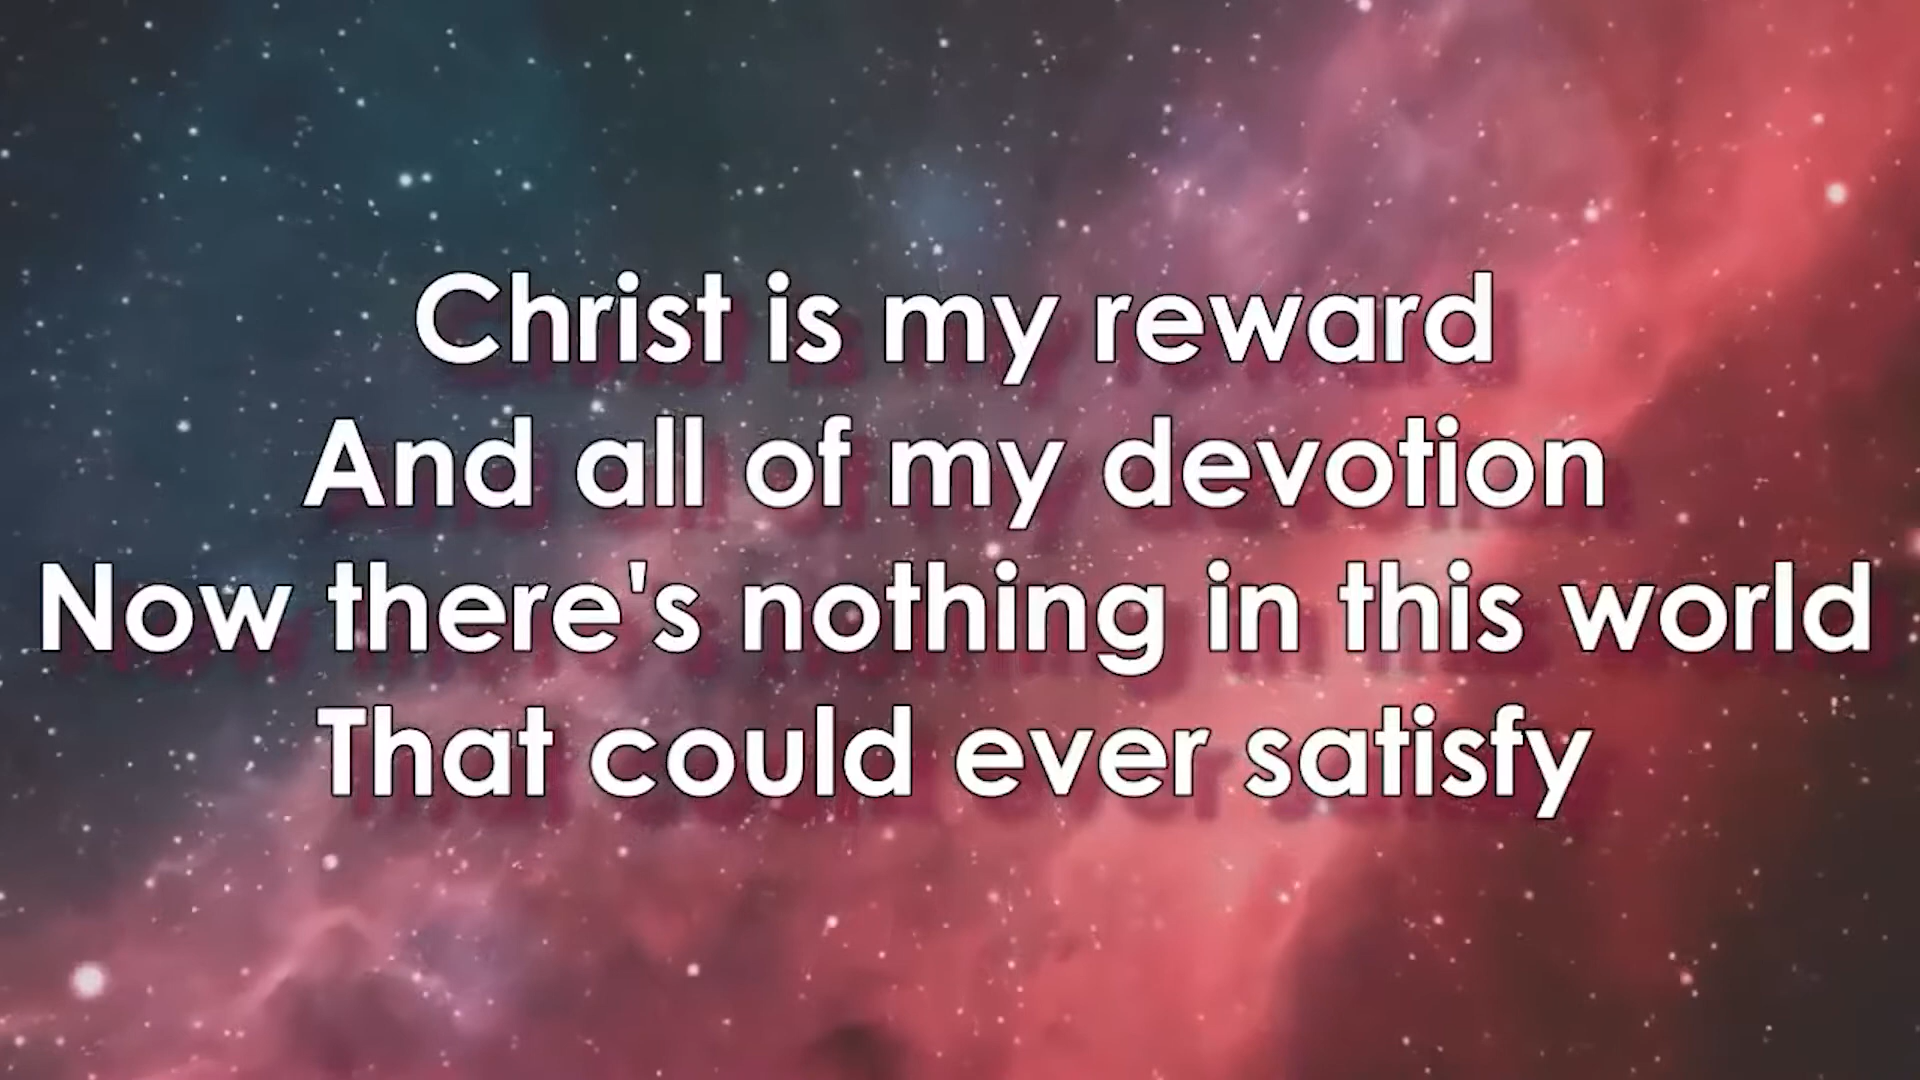 Christ is my reward
And all of my devotion
Now there's nothing in this world
That could ever satisfy